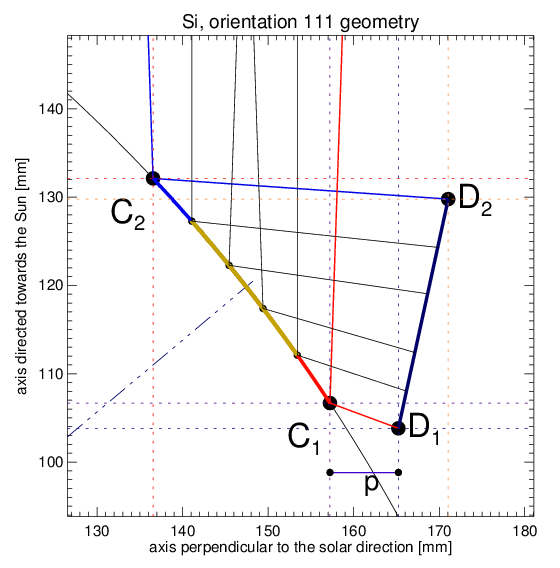 Si, orientation 111 geometry
axis directed towards the Sun [mm]
140
130
120
110
100
C₂
D₂
C₁
D₁
p
130 140 150 160 170 180
axis perpendicular to the solar direction [mm]